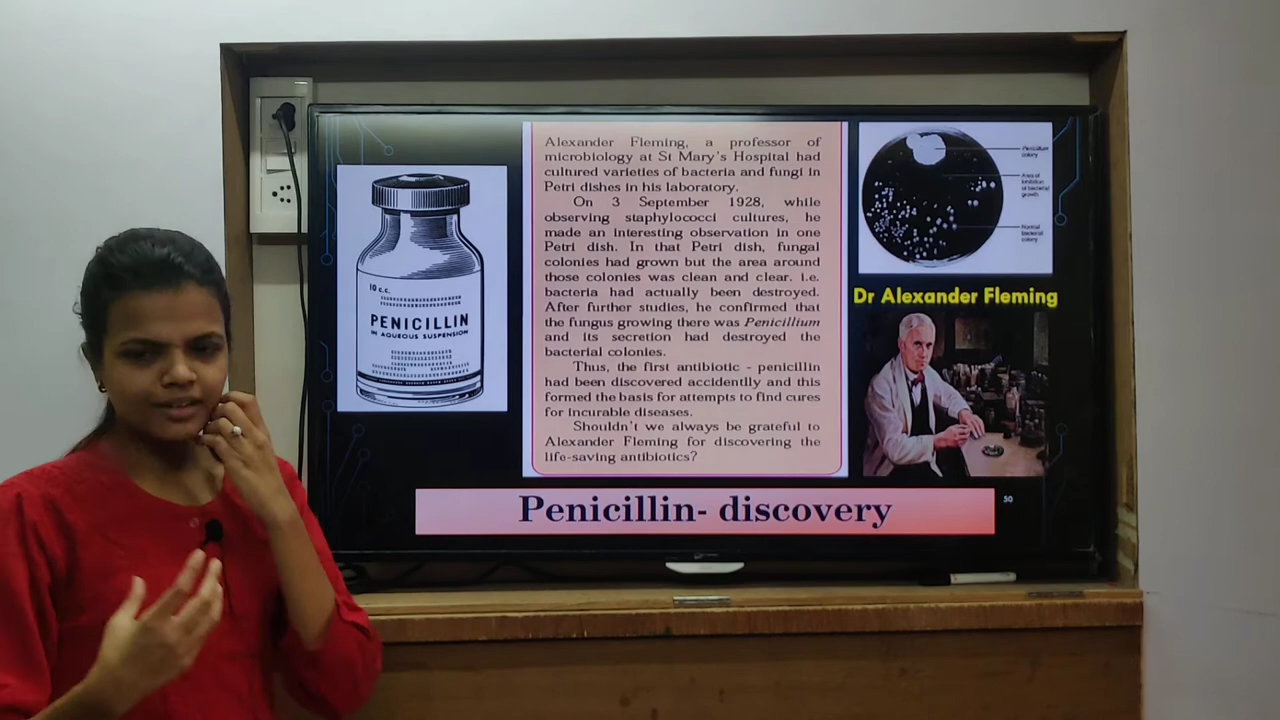 10 c.c.
PENICILLIN
IN AQUEOUS SUSPENSION
Alexander Fleming, a professor of
microbiology at St Mary's Hospital had
cultured varieties of bacteria and fungi in
Petri dishes in his laboratory.
On 3 September 1928, while
observing staphylococci cultures, he
made an interesting observation in one
Petri dish. In that Petri dish, fungal
colonies had grown but the area around
those colonies was clean and clear. i.e.
bacteria had actually been destroyed.
After further studies, he confirmed that
the fungus growing there was Penicillium
and its secretion had destroyed the
bacterial colonies.
Thus, the first antibiotic - penicillin
had been discovered accidentlly and this
formed the basis for attempts to find cures
for incurable diseases.
Shouldn't we always be grateful to
Alexander Fleming for discovering the
life-saving antibiotics?
Penicillium
colony
Area of
inhibition
of bacterial
growth
Normal
bacterial
colony
Dr Alexander Fleming
Penicillin- discovery
50